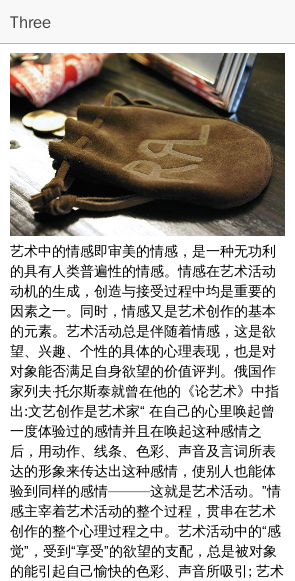 Three
RRL
艺术中的情感即审美的情感，是一种无功利
的具有人类普遍性的情感。情感在艺术活动
动机的生成，创造与接受过程中均是重要的
因素之一。同时，情感又是艺术创作的基本
的元素。艺术活动总是伴随着情感，这是欲
望、兴趣、个性的具体的心理表现，也是对
对象能否满足自身欲望的价值评判。俄国作
家列夫·托尔斯泰就曾在他的《论艺术》中指
出:文艺创作是艺术家“ 在自己的心里唤起曾
一度体验过的感情并且在唤起这种感情之
后，用动作、线条、色彩、声音及言词所表
达的形象来传达出这种感情，使别人也能体
验到同样的感情———这就是艺术活动。”情
感主宰着艺术活动的整个过程，贯串在艺术
创作的整个心理过程之中。艺术活动中的“感
觉”，受到“享受”的欲望的支配，总是被对象
的能引起自己愉快的色彩、声音所吸引; 艺术